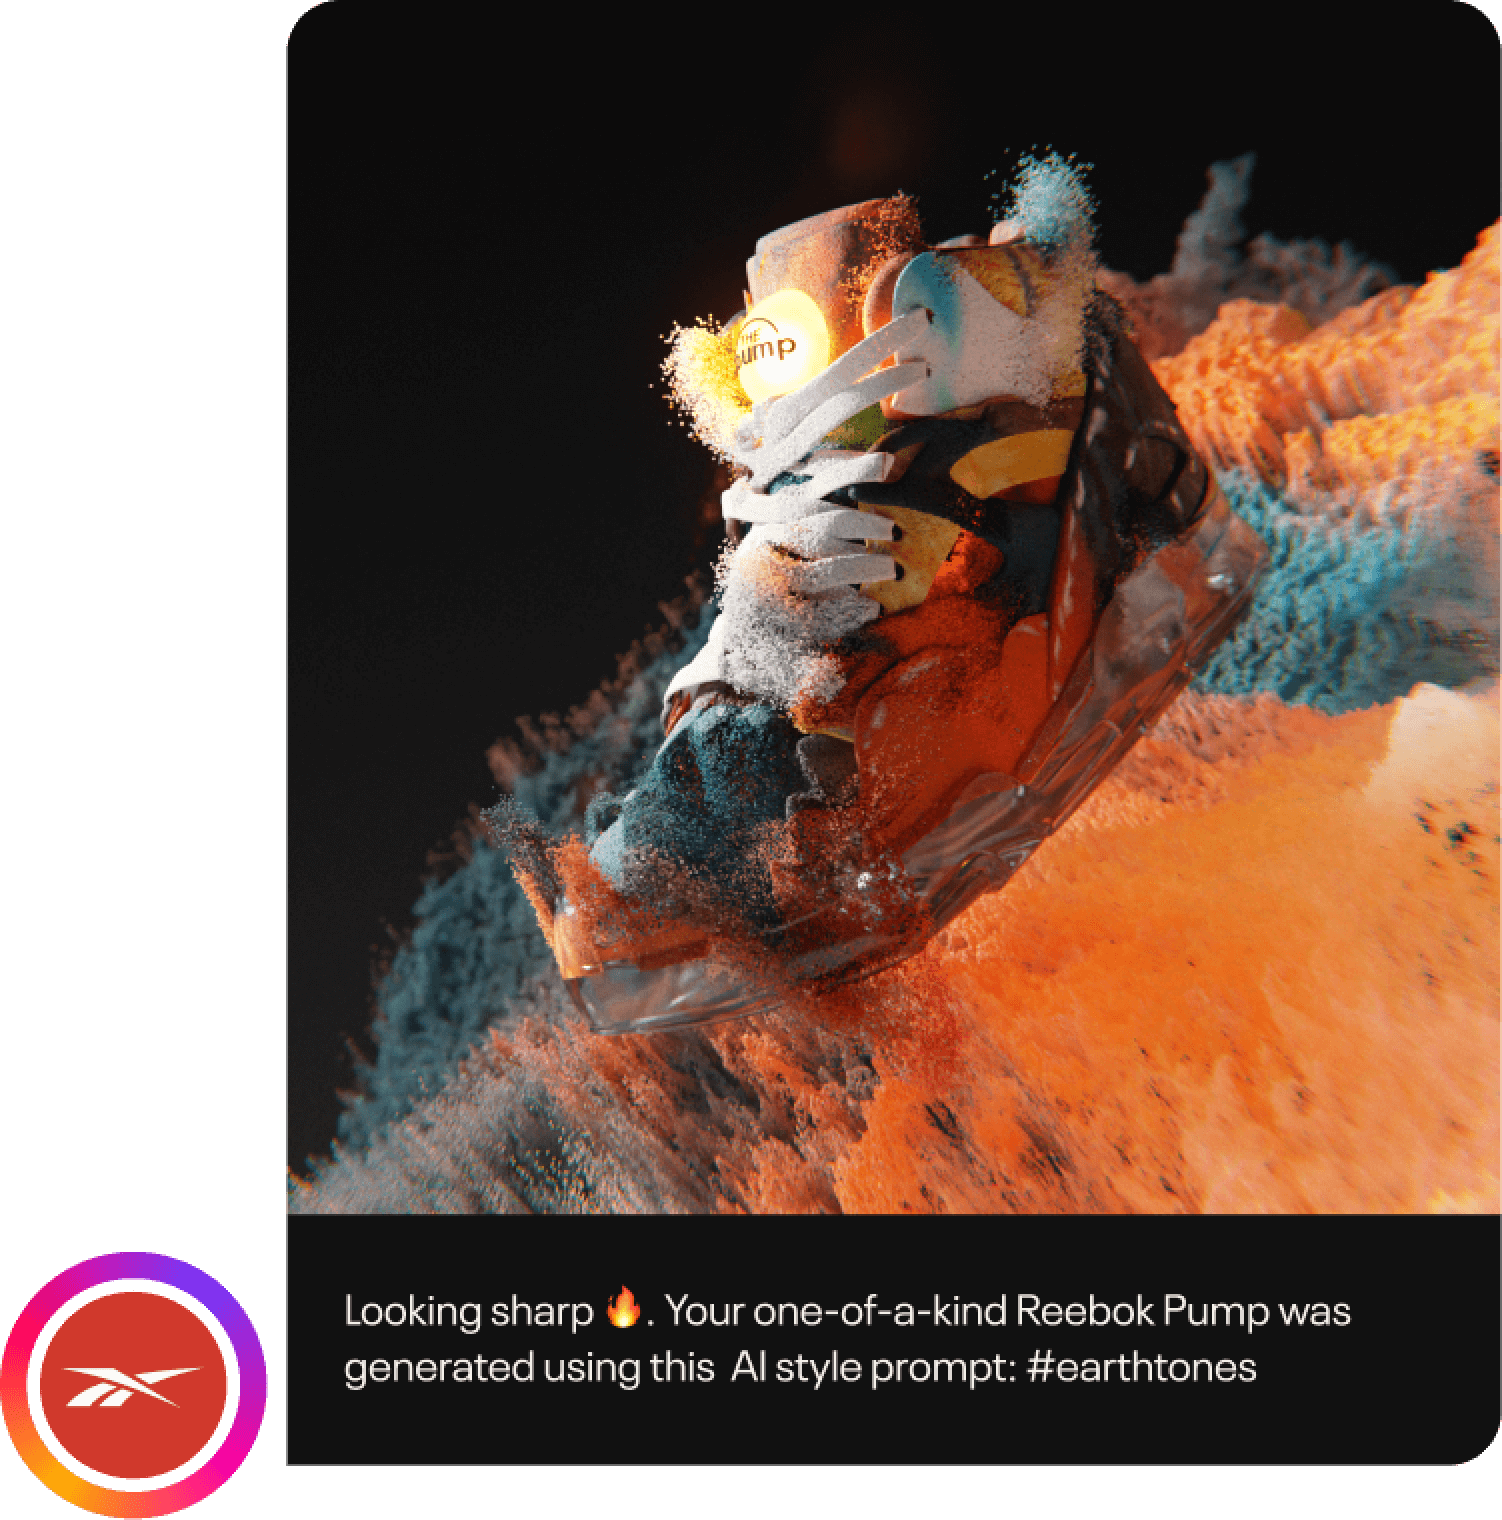 THE
pump
Looking sharp 🔥. Your one-of-a-kind Reebok Pump was
generated using this AI style prompt: #earthtones